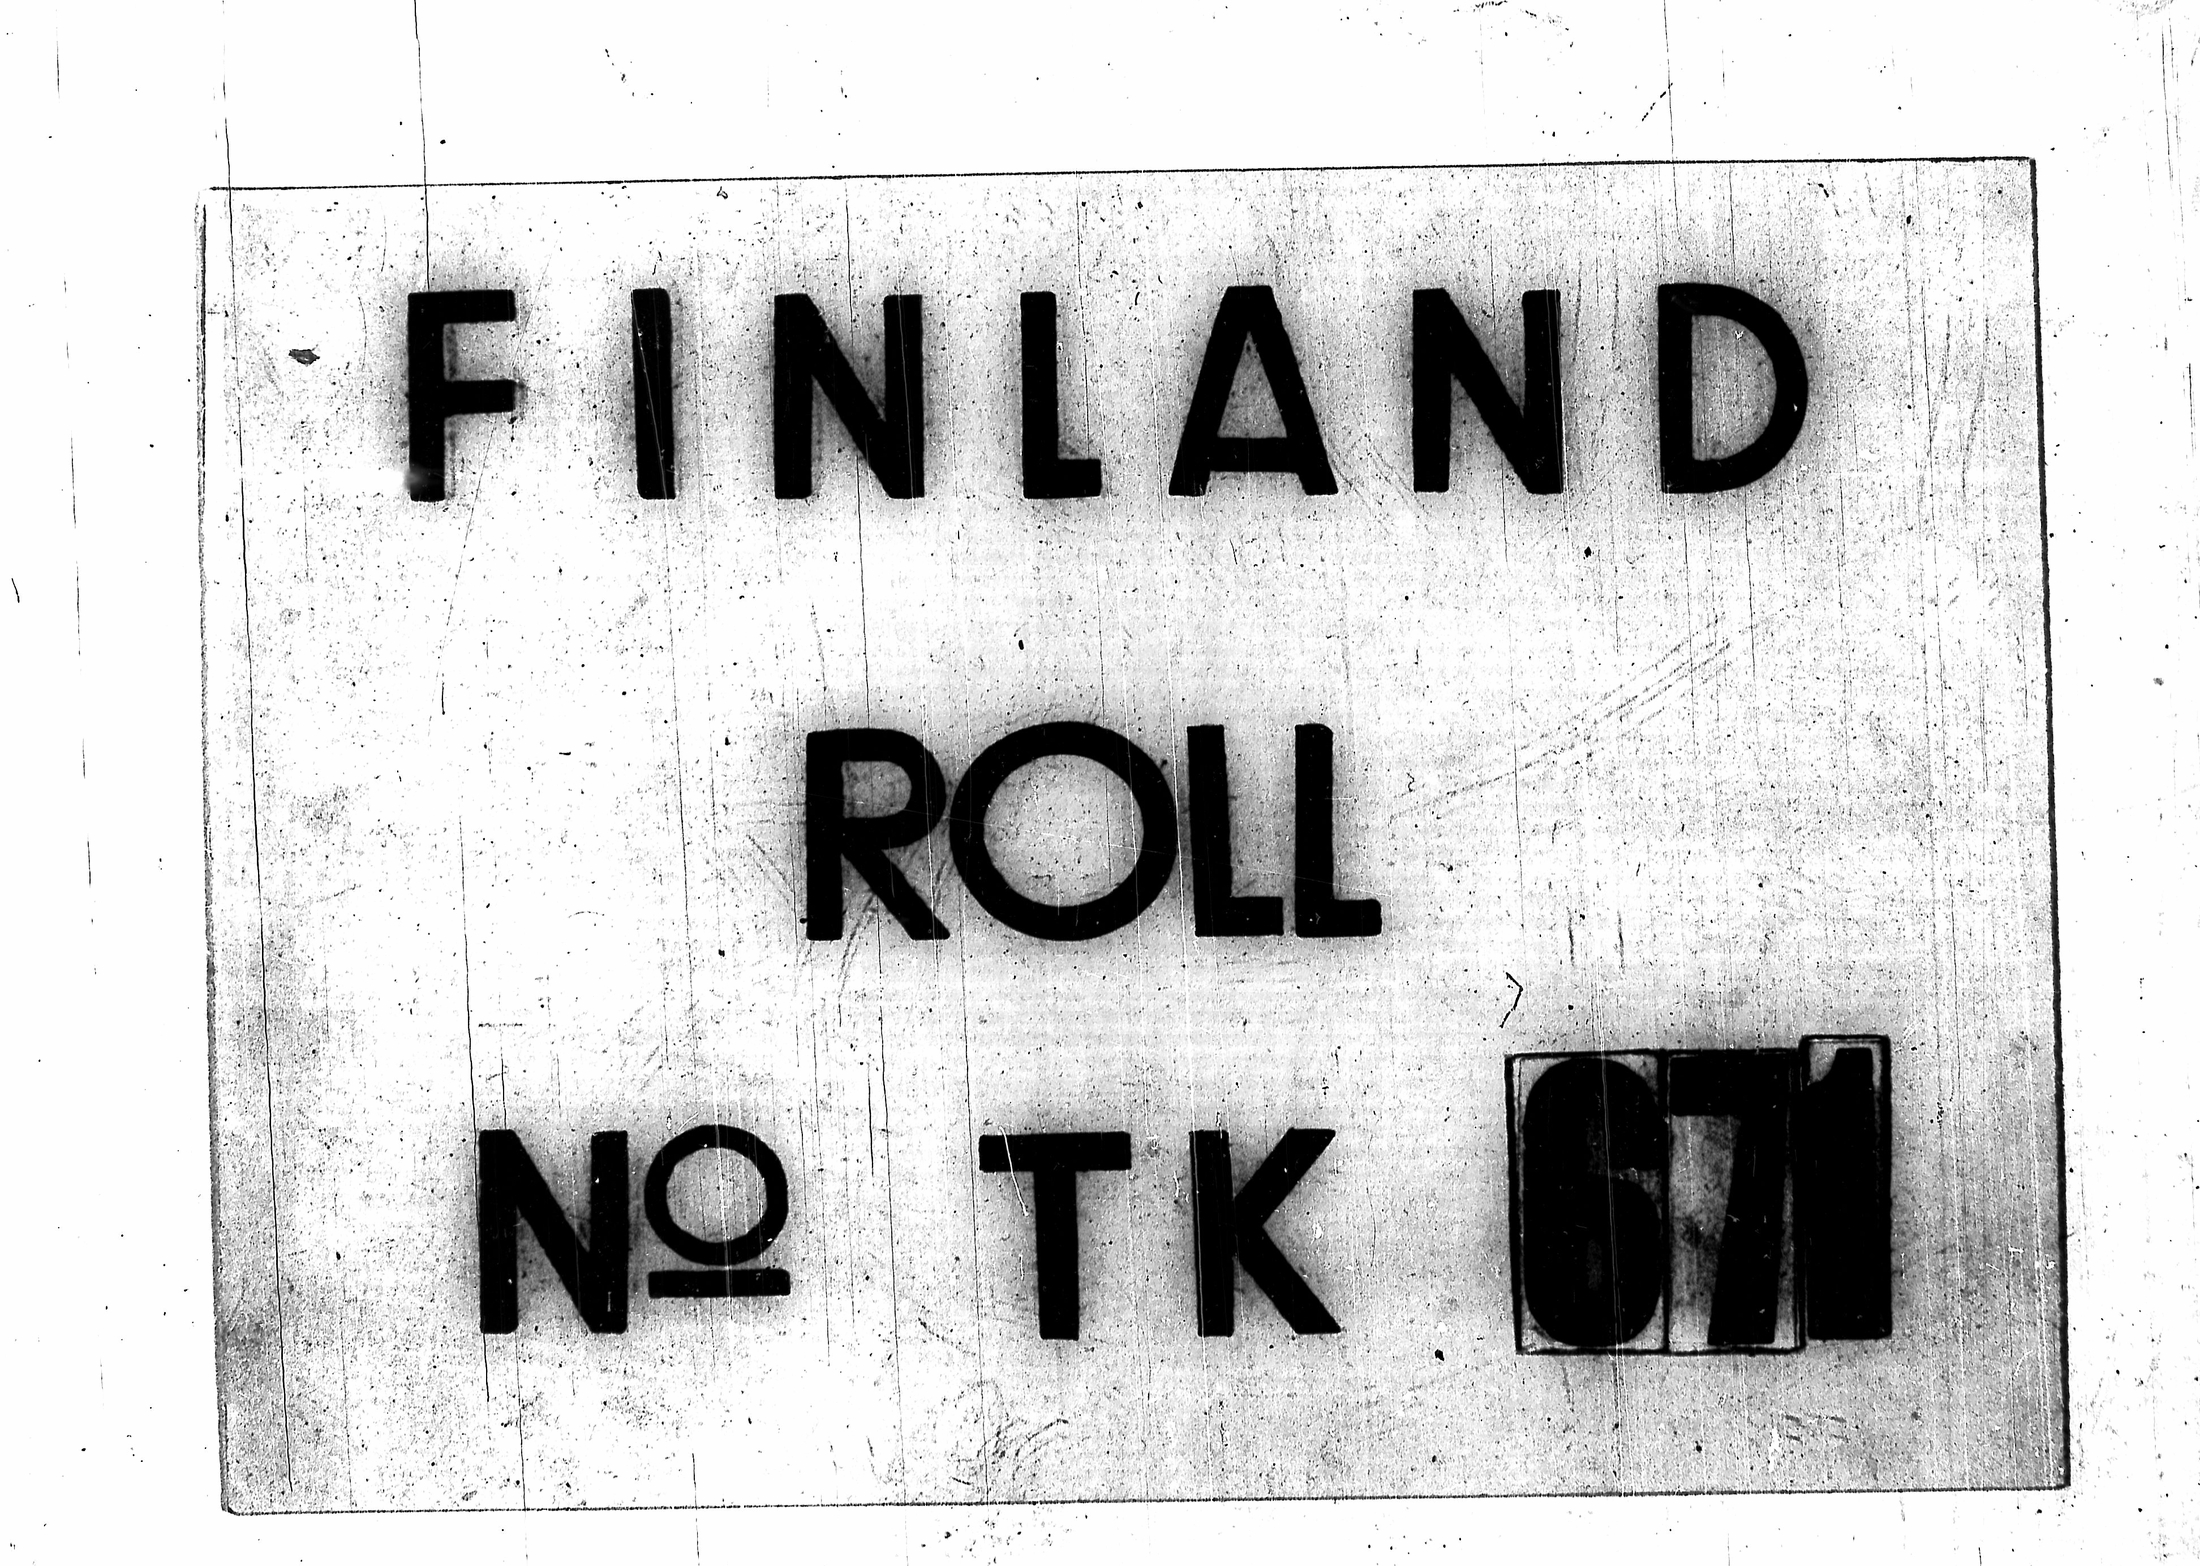 FINLAND
ROLL
Nº TK 671